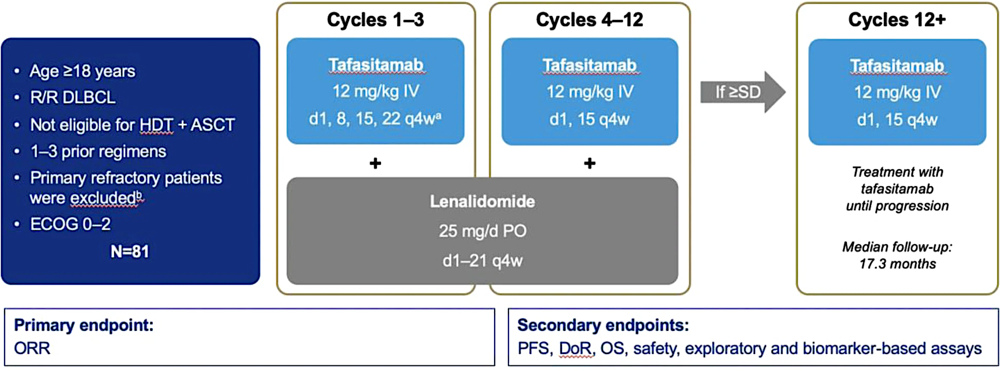 • Age ≥18 years
• R/R DLBCL
• Not eligible for HDT + ASCT
• 1–3 prior regimens
• Primary refractory patients
were excludedᵇ
• ECOG 0–2
N=81
Cycles 1–3
Tafasitamab
12 mg/kg IV
d1, 8, 15, 22 q4wᵃ
+
Cycles 4–12
Tafasitamab
12 mg/kg IV
d1, 15 q4w
+
Lenalidomide
25 mg/d PO
d1–21 q4w
If ≥SD
Cycles 12+
Tafasitamab
12 mg/kg IV
d1, 15 q4w
Treatment with
tafasitamab
until progression
Median follow-up:
17.3 months
Primary endpoint:
ORR
Secondary endpoints:
PFS, DoR, OS, safety, exploratory and biomarker-based assays